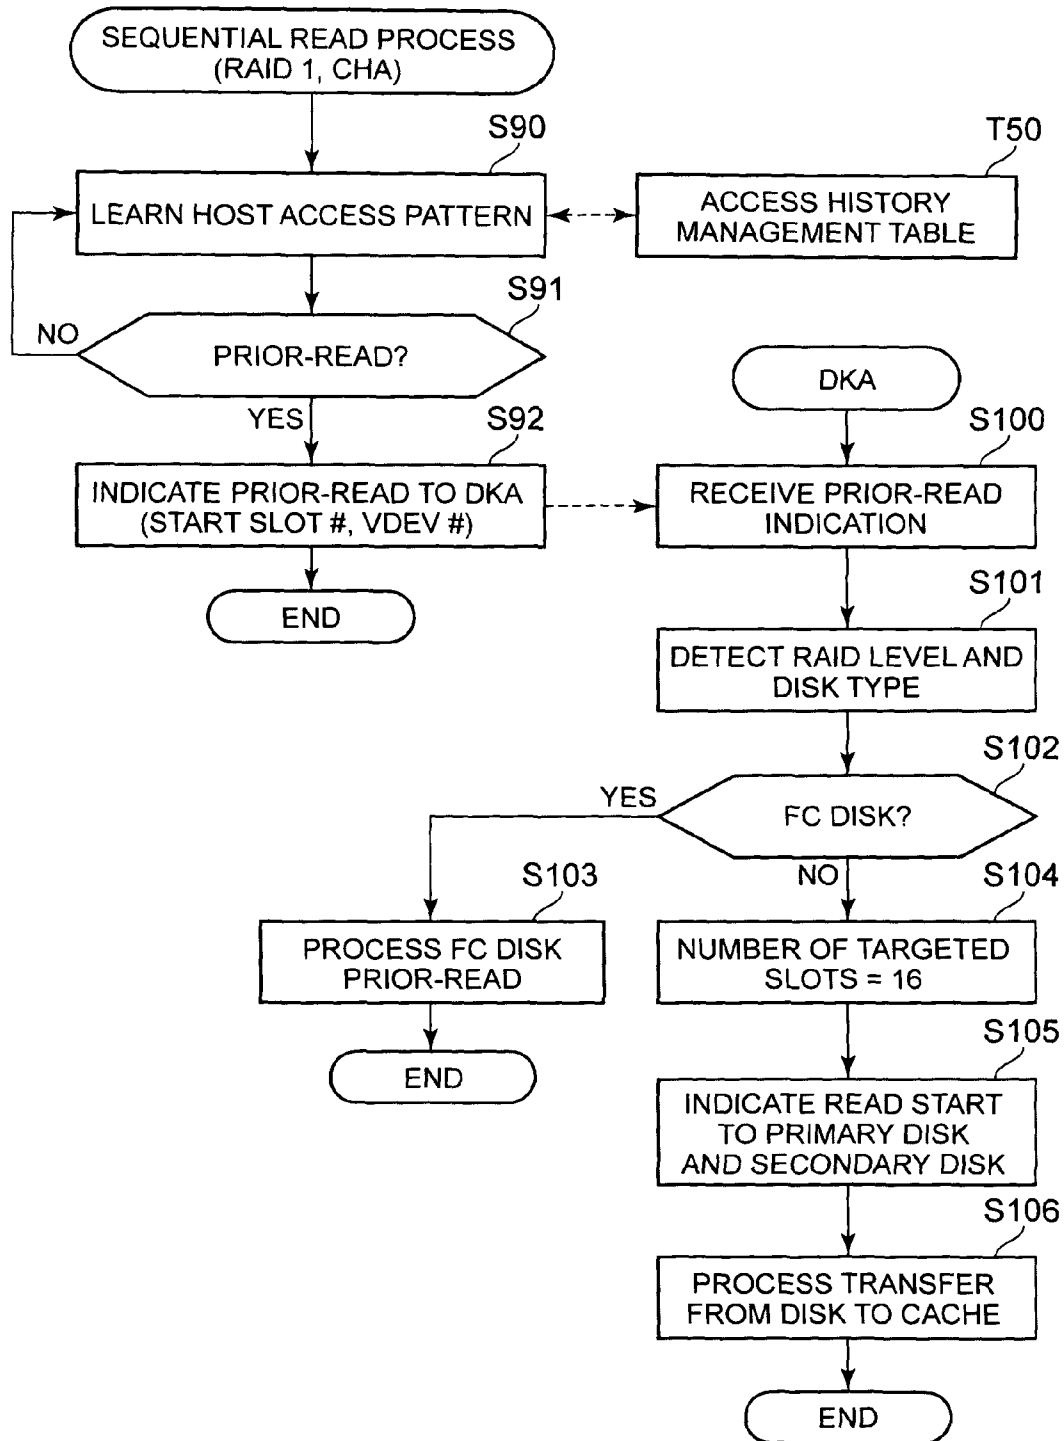 SEQUENTIAL READ PROCESS
(RAID 1, CHA)
S90
LEARN HOST ACCESS PATTERN
T50
ACCESS HISTORY
MANAGEMENT TABLE
S91
NO
PRIOR-READ?
YES
S92
INDICATE PRIOR-READ TO DKA
(START SLOT #, VDEV #)
END
DKA
S100
RECEIVE PRIOR-READ
INDICATION
S101
DETECT RAID LEVEL AND
DISK TYPE
S102
YES
FC DISK?
NO
S103
PROCESS FC DISK
PRIOR-READ
END
S104
NUMBER OF TARGETED
SLOTS = 16
S105
INDICATE READ START
TO PRIMARY DISK
AND SECONDARY DISK
S106
PROCESS TRANSFER
FROM DISK TO CACHE
END